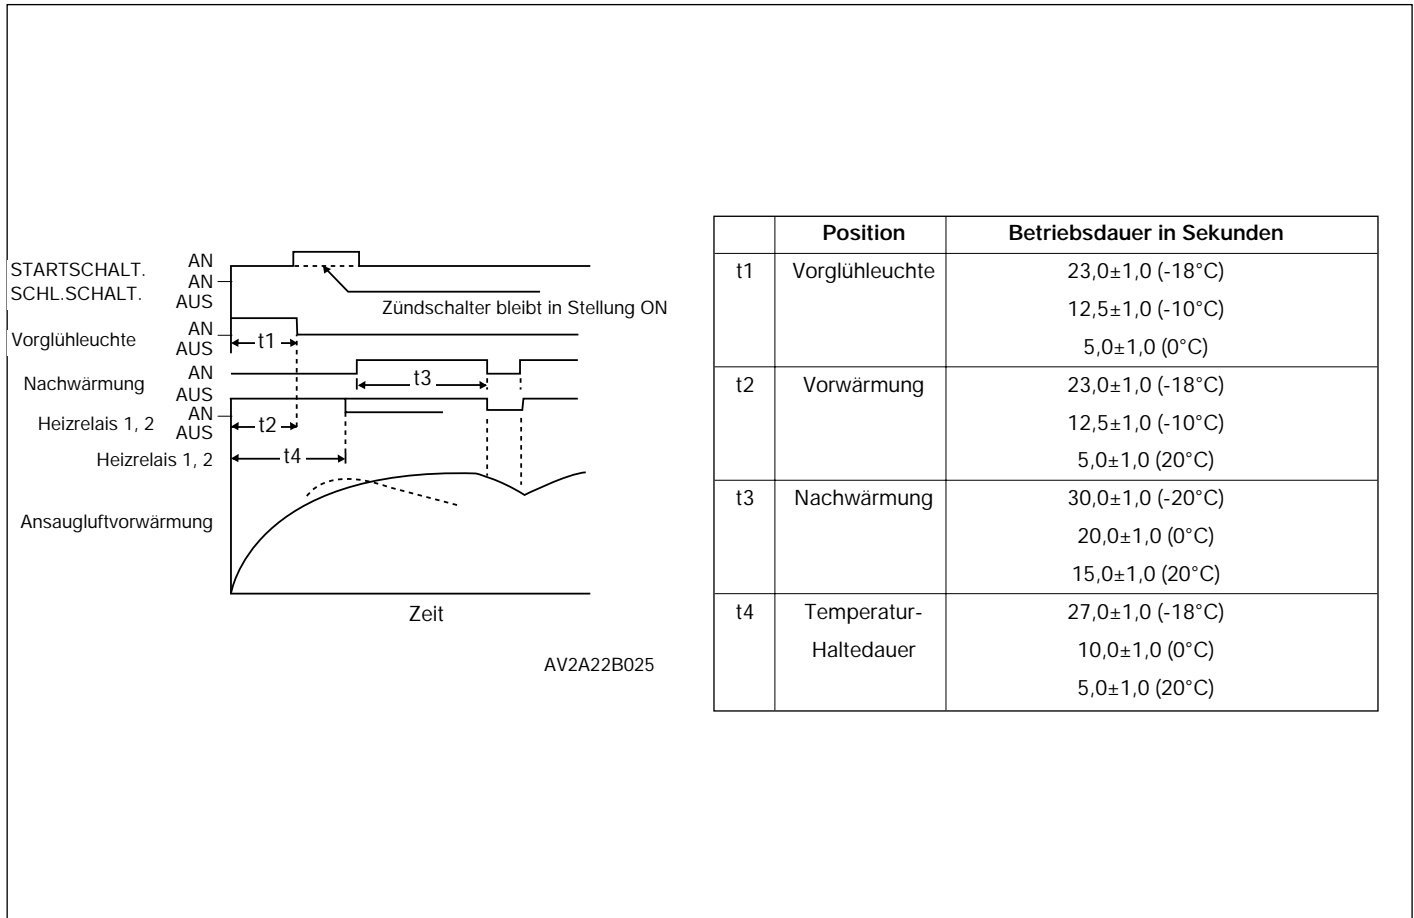 STARTSCHALT.
SCHL.SCHALT.
AN
AN
AUS
Zündschalter bleibt in Stellung ON
Vorglühleuchte
AN
AUS
t1
Nachwärmung
AN
AUS
t3
Heizrelais 1, 2
AN
AUS
t2
Heizrelais 1, 2
t4
Ansaugluftvorwärmung
Zeit
AV2A22B025
Position Betriebsdauer in Sekunden
t1 Vorglühleuchte 23,0±1,0 (-18°C)
12,5±1,0 (-10°C)
5,0±1,0 (0°C)
t2 Vorwärmung 23,0±1,0 (-18°C)
12,5±1,0 (-10°C)
5,0±1,0 (20°C)
t3 Nachwärmung 30,0±1,0 (-20°C)
20,0±1,0 (0°C)
15,0±1,0 (20°C)
t4 Temperatur- 27,0±1,0 (-18°C)
Haltedauer 10,0±1,0 (0°C)
5,0±1,0 (20°C)